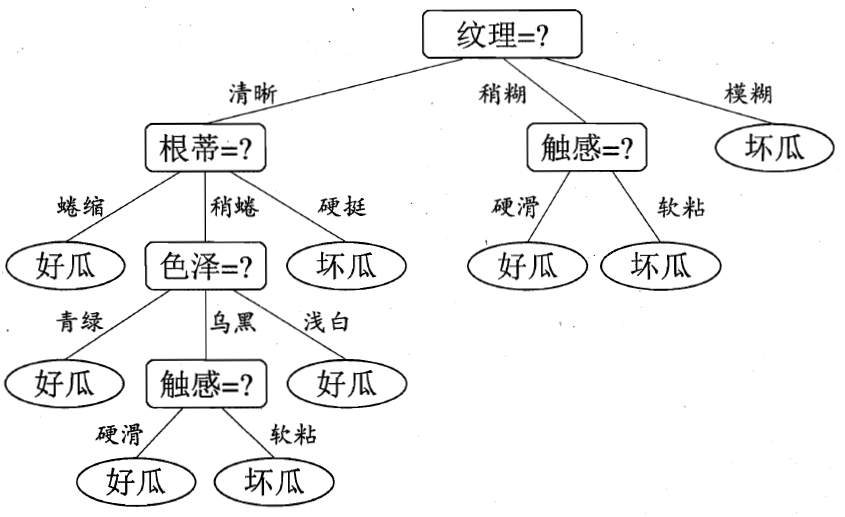 纹理=?
清晰 稍糊 模糊
根蒂=? 触感=? 坏瓜
蜷缩 稍蜷 硬挺 硬滑 软粘
好瓜 色泽=? 坏瓜 好瓜 坏瓜
青绿 乌黑 浅白
好瓜 触感=? 好瓜
硬滑 软粘
好瓜 坏瓜